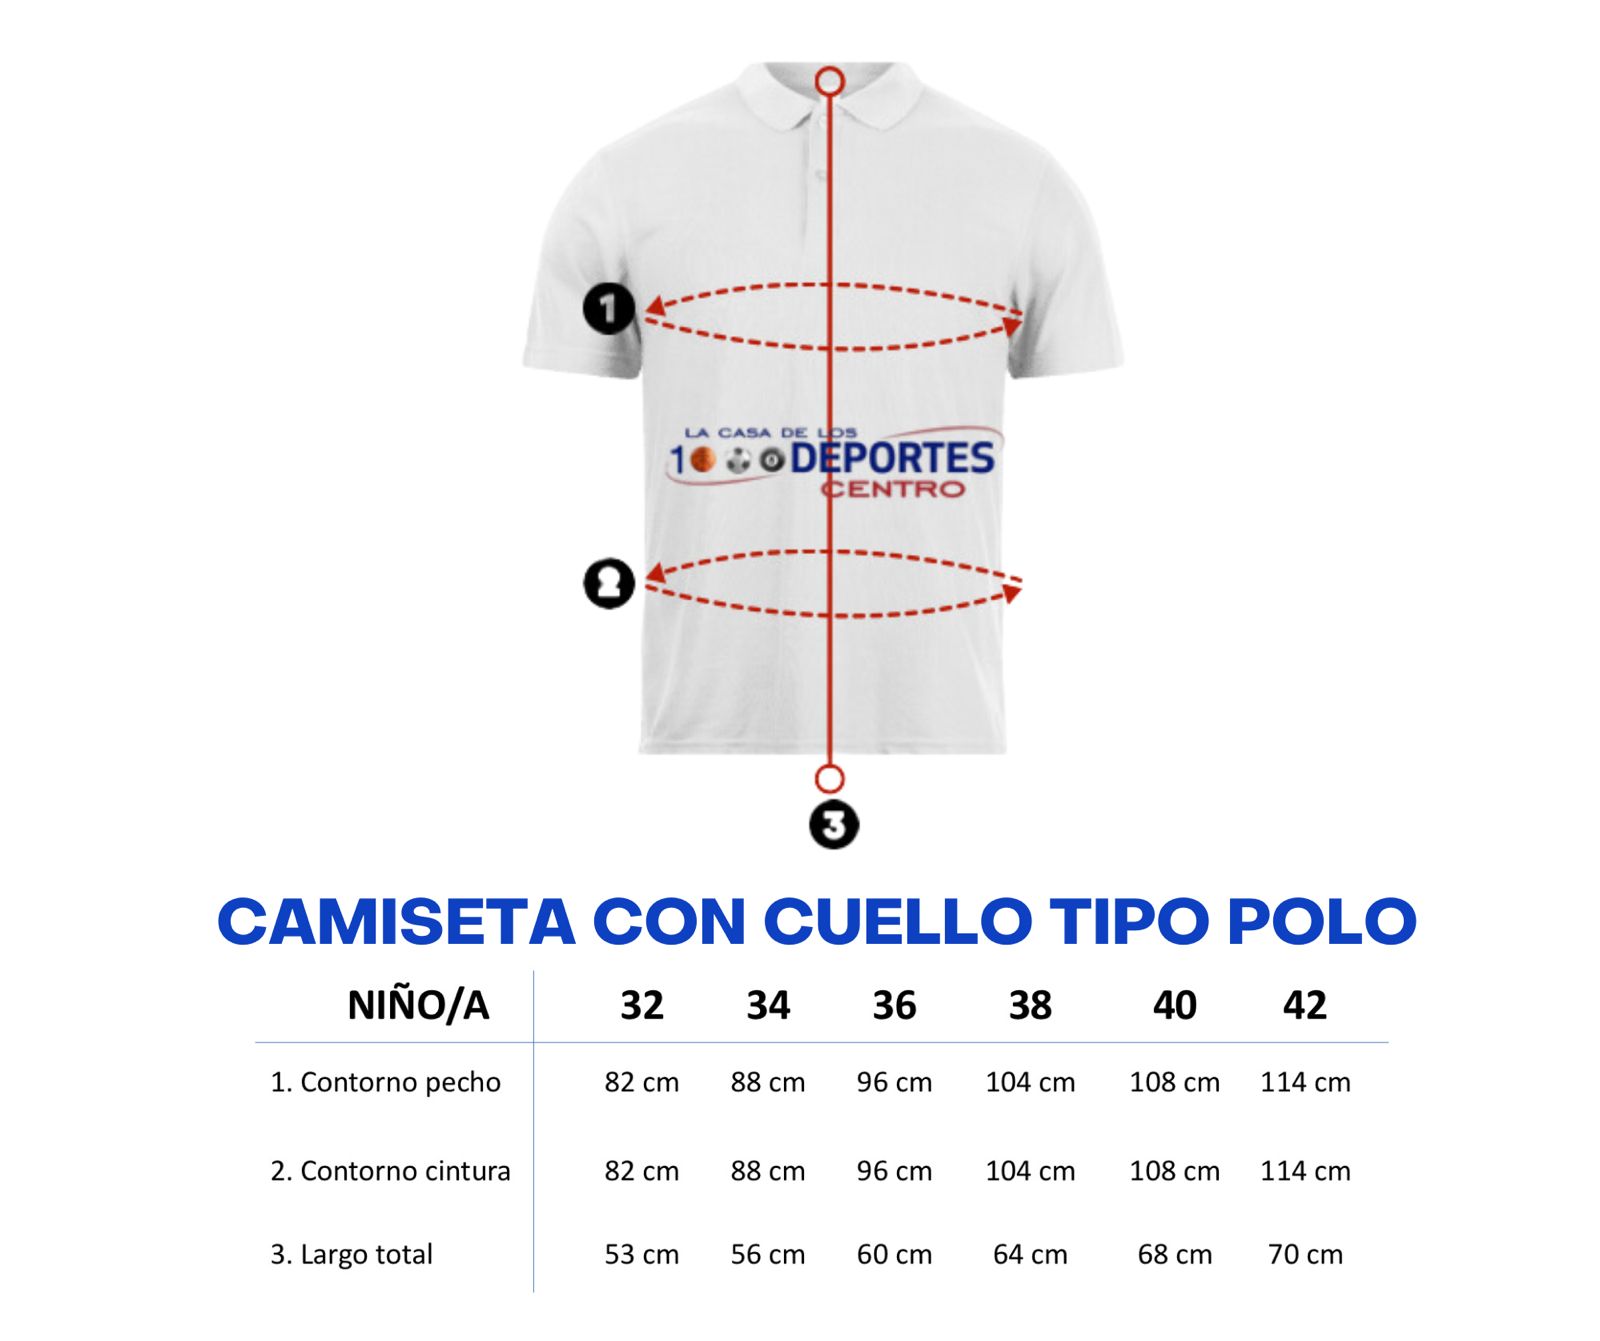 1
LA CASA DE LOS
1000 DEPORTES
CENTRO
2
3
CAMISETA CON CUELLO TIPO POLO
NIÑO/A 32 34 36 38 40 42
1. Contorno pecho 82 cm 88 cm 96 cm 104 cm 108 cm 114 cm
2. Contorno cintura 82 cm 88 cm 96 cm 104 cm 108 cm 114 cm
3. Largo total 53 cm 56 cm 60 cm 64 cm 68 cm 70 cm